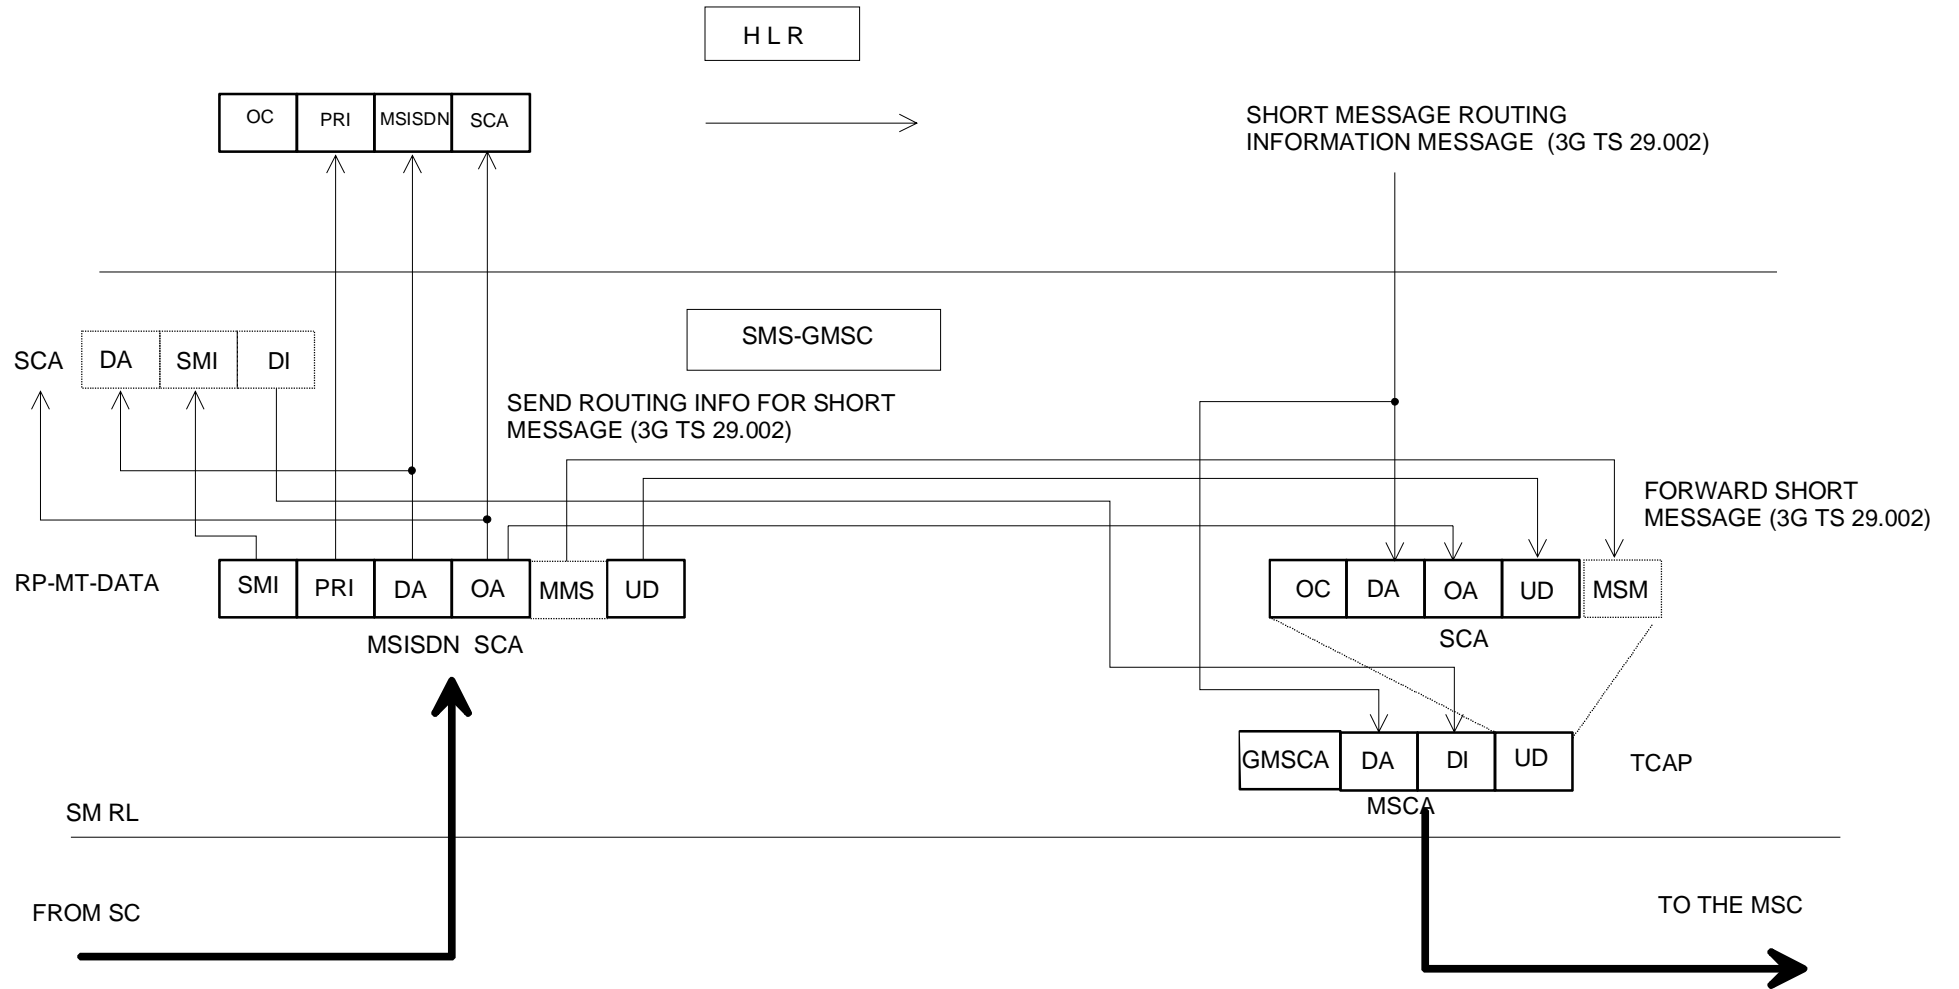 H L R
OC PRI MSISDN SCA
SHORT MESSAGE ROUTING
INFORMATION MESSAGE (3G TS 29.002)
SMS-GMSC
SCA DA SMI DI
SEND ROUTING INFO FOR SHORT
MESSAGE (3G TS 29.002)
FORWARD SHORT
MESSAGE (3G TS 29.002)
RP-MT-DATA SMI PRI DA OA MMS UD
OC DA OA UD MSM
MSISDN SCA
SCA
GMSCA DA DI UD TCAP
MSCA
SM RL
FROM SC
TO THE MSC